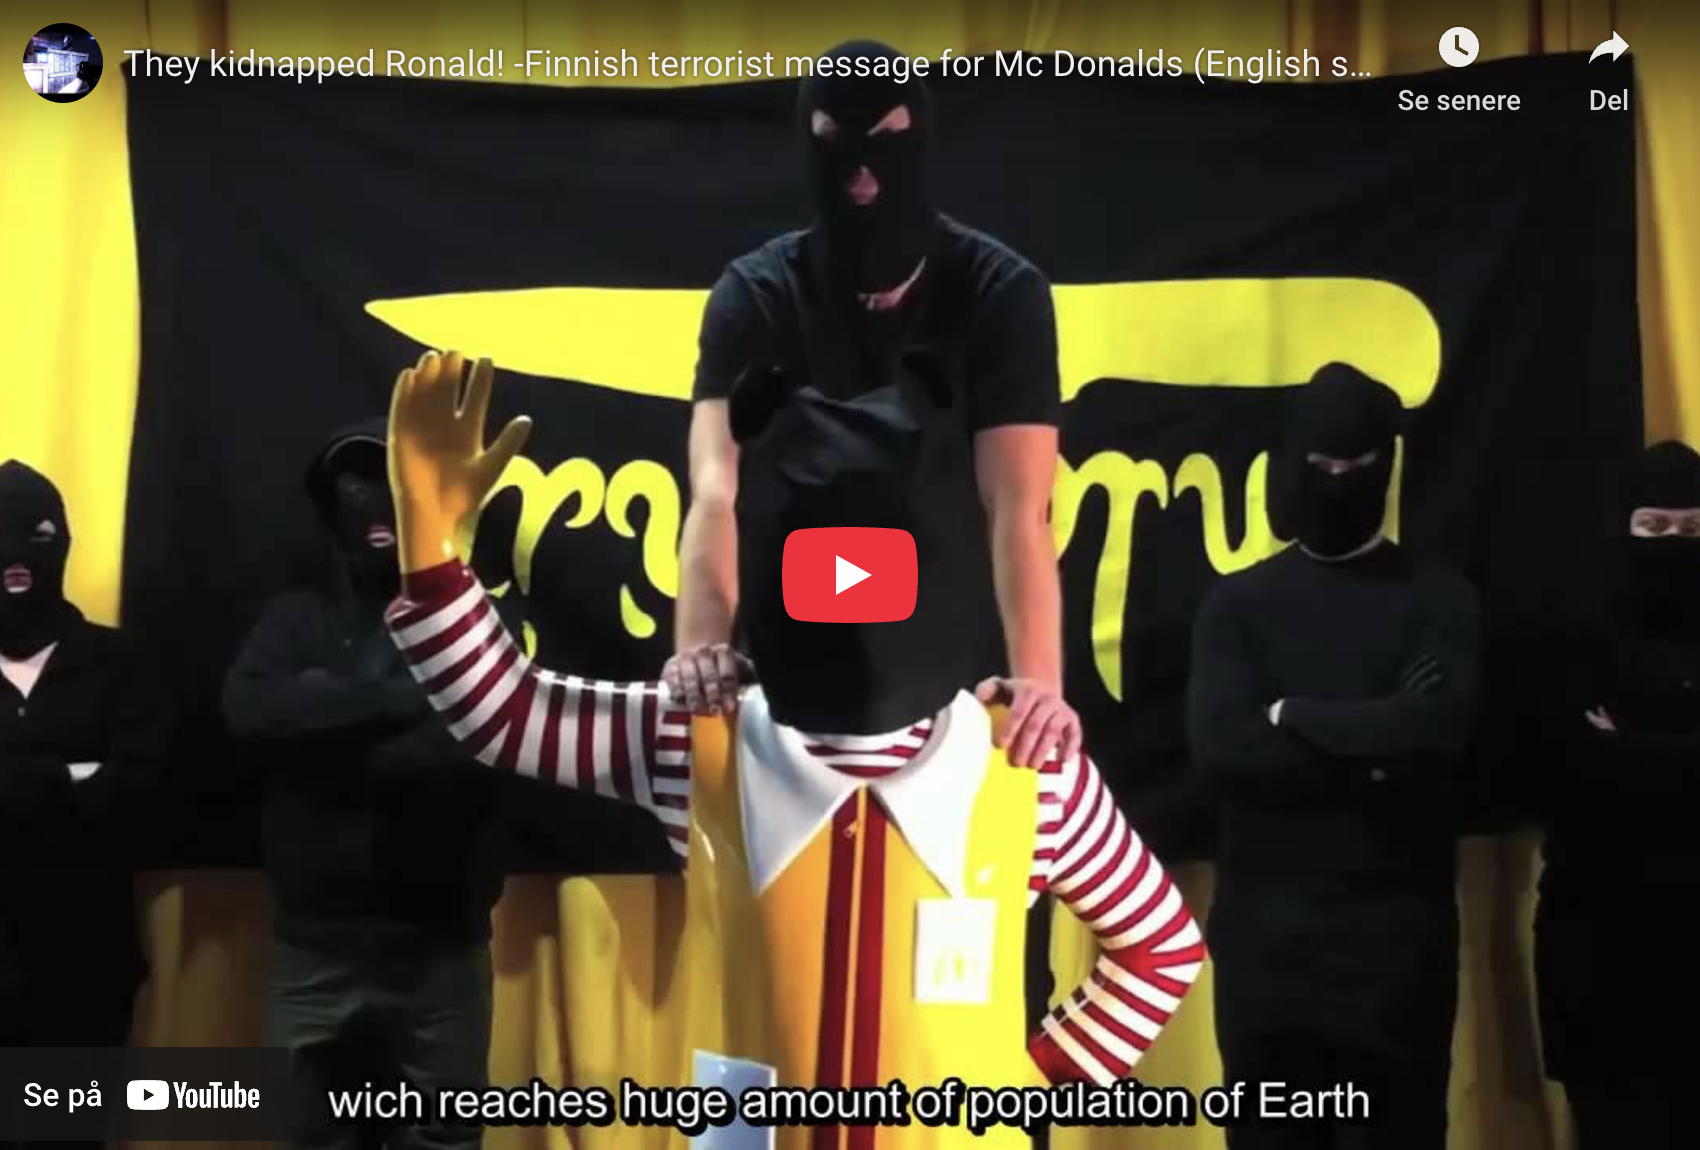 They kidnapped Ronald! -Finnish terrorist message for Mc Donalds (English s...
Se senere
Del
Se på
YouTube
wich reaches huge amount of population of Earth